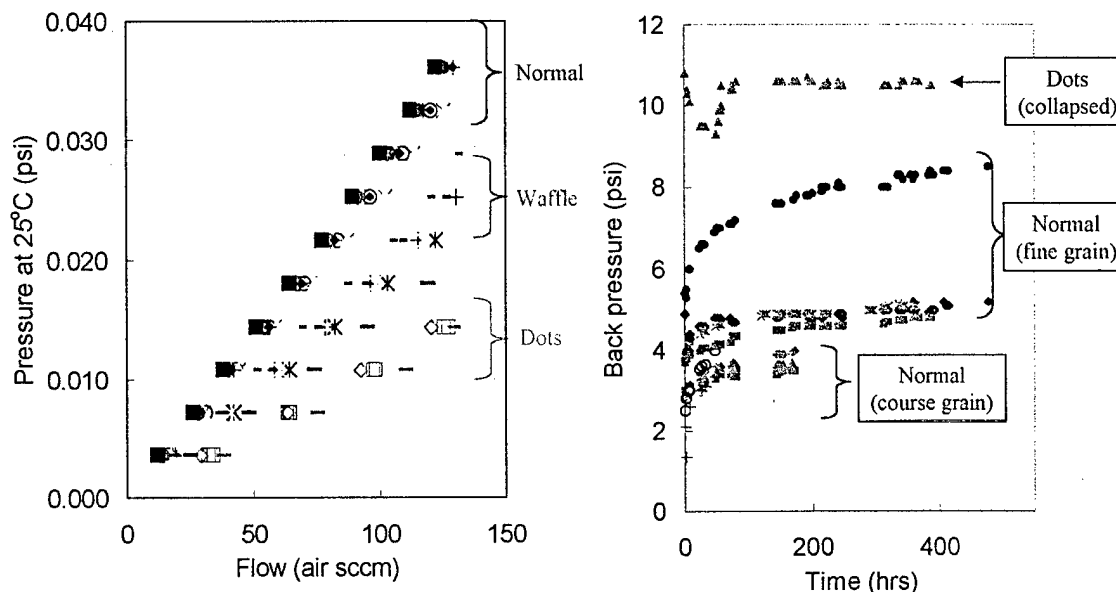 0.040
0.030
0.020
0.010
0.000
Pressure at 25°C (psi)
0
50
100
150
Flow (air sccm)
Normal
Waffle
Dots
12
10
8
6
4
2
0
Back pressure (psi)
0
200
400
Time (hrs)
Dots
(collapsed)
Normal
(fine grain)
Normal
(course grain)